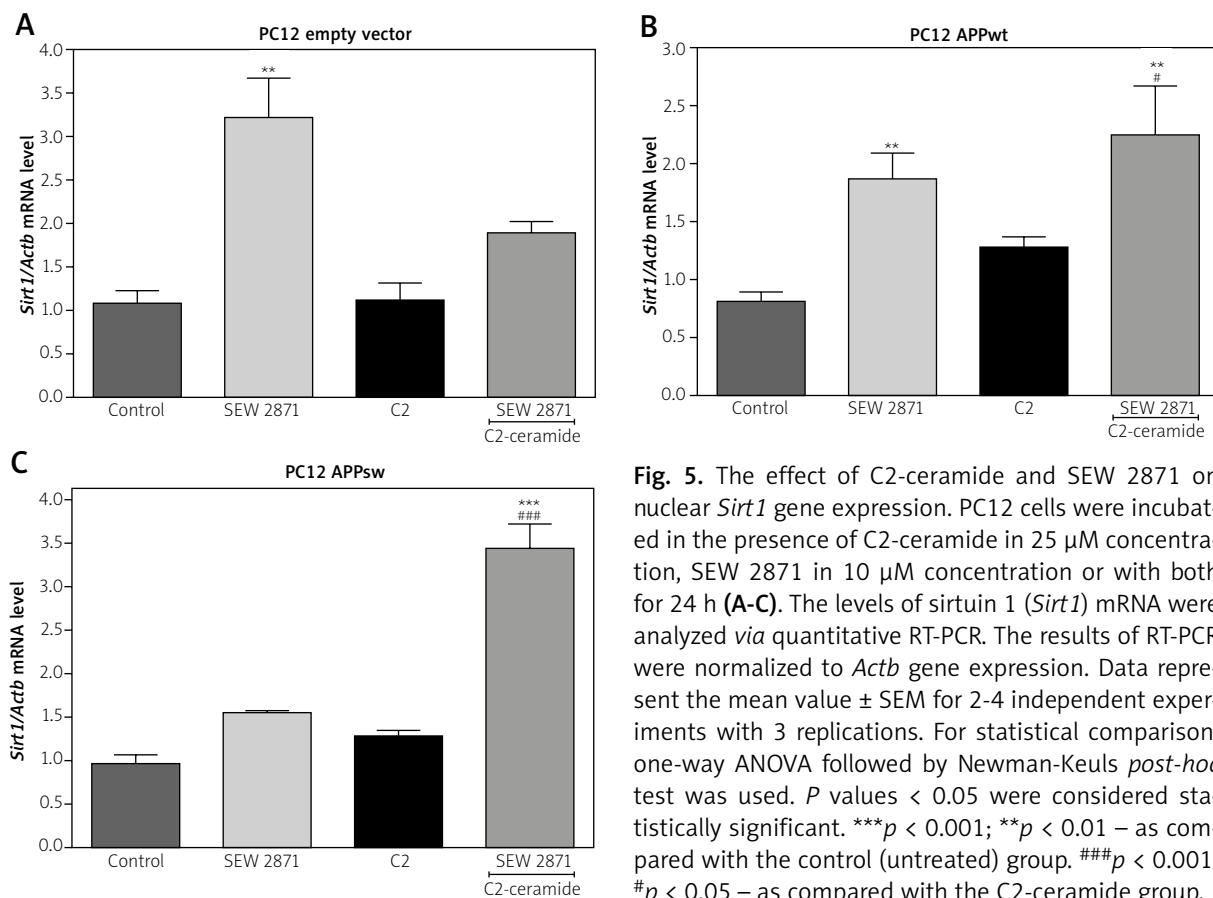 A
PC12 empty vector
Sirt1/Actb mRNA level
4.0
3.5
3.0
2.5
2.0
1.5
1.0
0.5
0.0
**
Control
SEW 2871
C2
SEW 2871
C2-ceramide
B
PC12 APPwt
Sirt1/Actb mRNA level
3.0
2.5
2.0
1.5
1.0
0.5
0.0
**
**
#
Control
SEW 2871
C2
SEW 2871
C2-ceramide
C
PC12 APPsw
Sirt1/Actb mRNA level
4.0
3.5
3.0
2.5
2.0
1.5
1.0
0.5
0.0
***
###
Control
SEW 2871
C2
SEW 2871
C2-ceramide
Fig. 5. The effect of C2-ceramide and SEW 2871 on
nuclear Sirt1 gene expression. PC12 cells were incubat-
ed in the presence of C2-ceramide in 25 µM concentra-
tion, SEW 2871 in 10 µM concentration or with both
for 24 h (A-C). The levels of sirtuin 1 (Sirt1) mRNA were
analyzed via quantitative RT-PCR. The results of RT-PCR
were normalized to Actb gene expression. Data repre-
sent the mean value ± SEM for 2-4 independent exper-
iments with 3 replications. For statistical comparison
one-way ANOVA followed by Newman-Keuls post-hoc
test was used. P values < 0.05 were considered sta-
tistically significant. ***p < 0.001; **p < 0.01 – as com-
pared with the control (untreated) group. ###p < 0.001
#p < 0.05 – as compared with the C2-ceramide group.